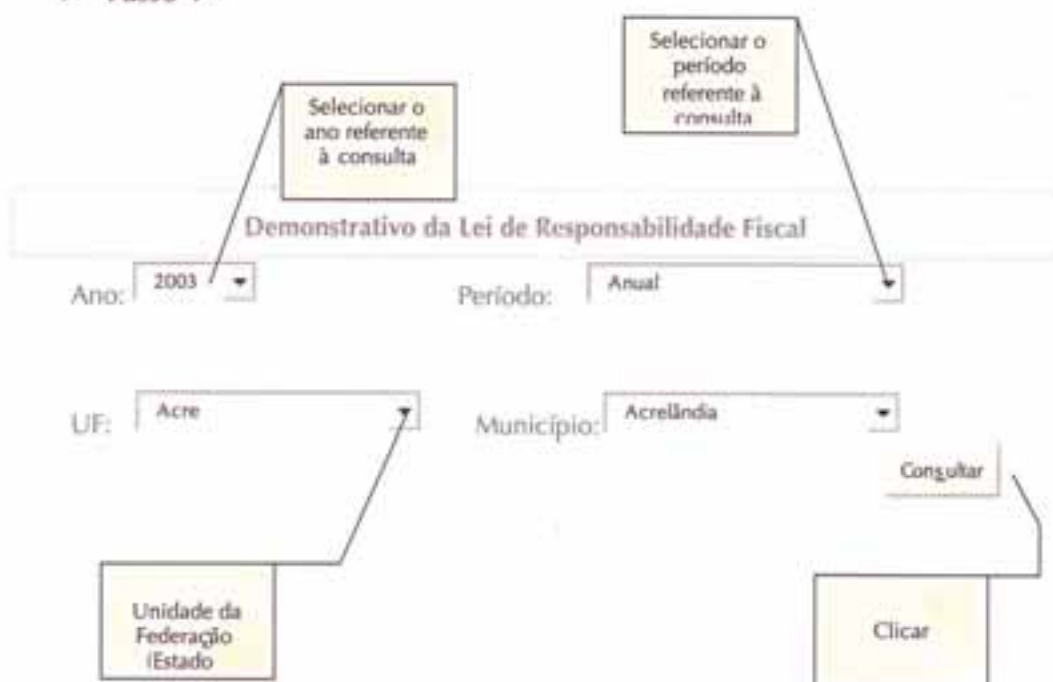 Selecionar o
período
referente à
consulta
Selecionar o
ano referente
à consulta
Demonstrativo da Lei de Responsabilidade Fiscal
Ano: 2003
Período: Anual
UF: Acre
Município: Acrelândia
Consultar
Unidade da
Federação
(Estado
Clicar